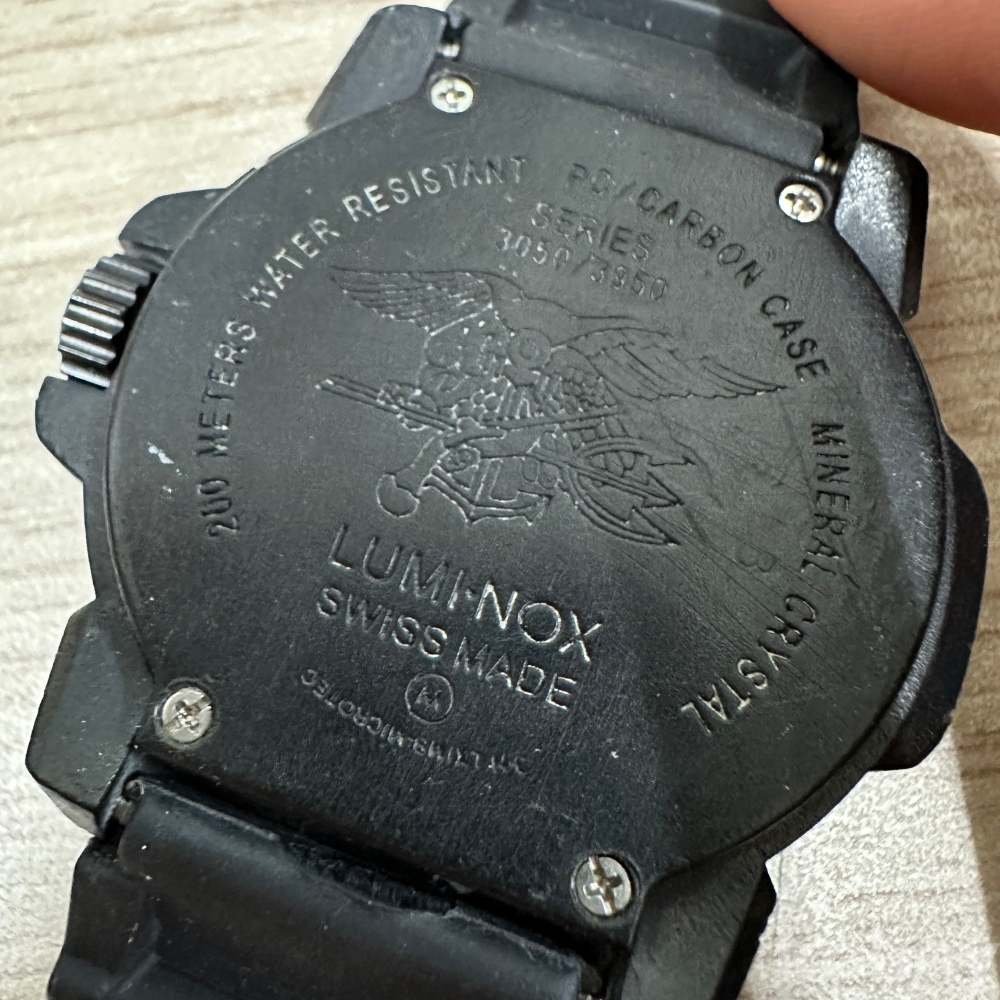 200 METERS WATER RESISTANT PC/CARBON CASE MINERAL CRYSTAL
SERIES
3050/3950
LUMI·NOX
SWISS MADE